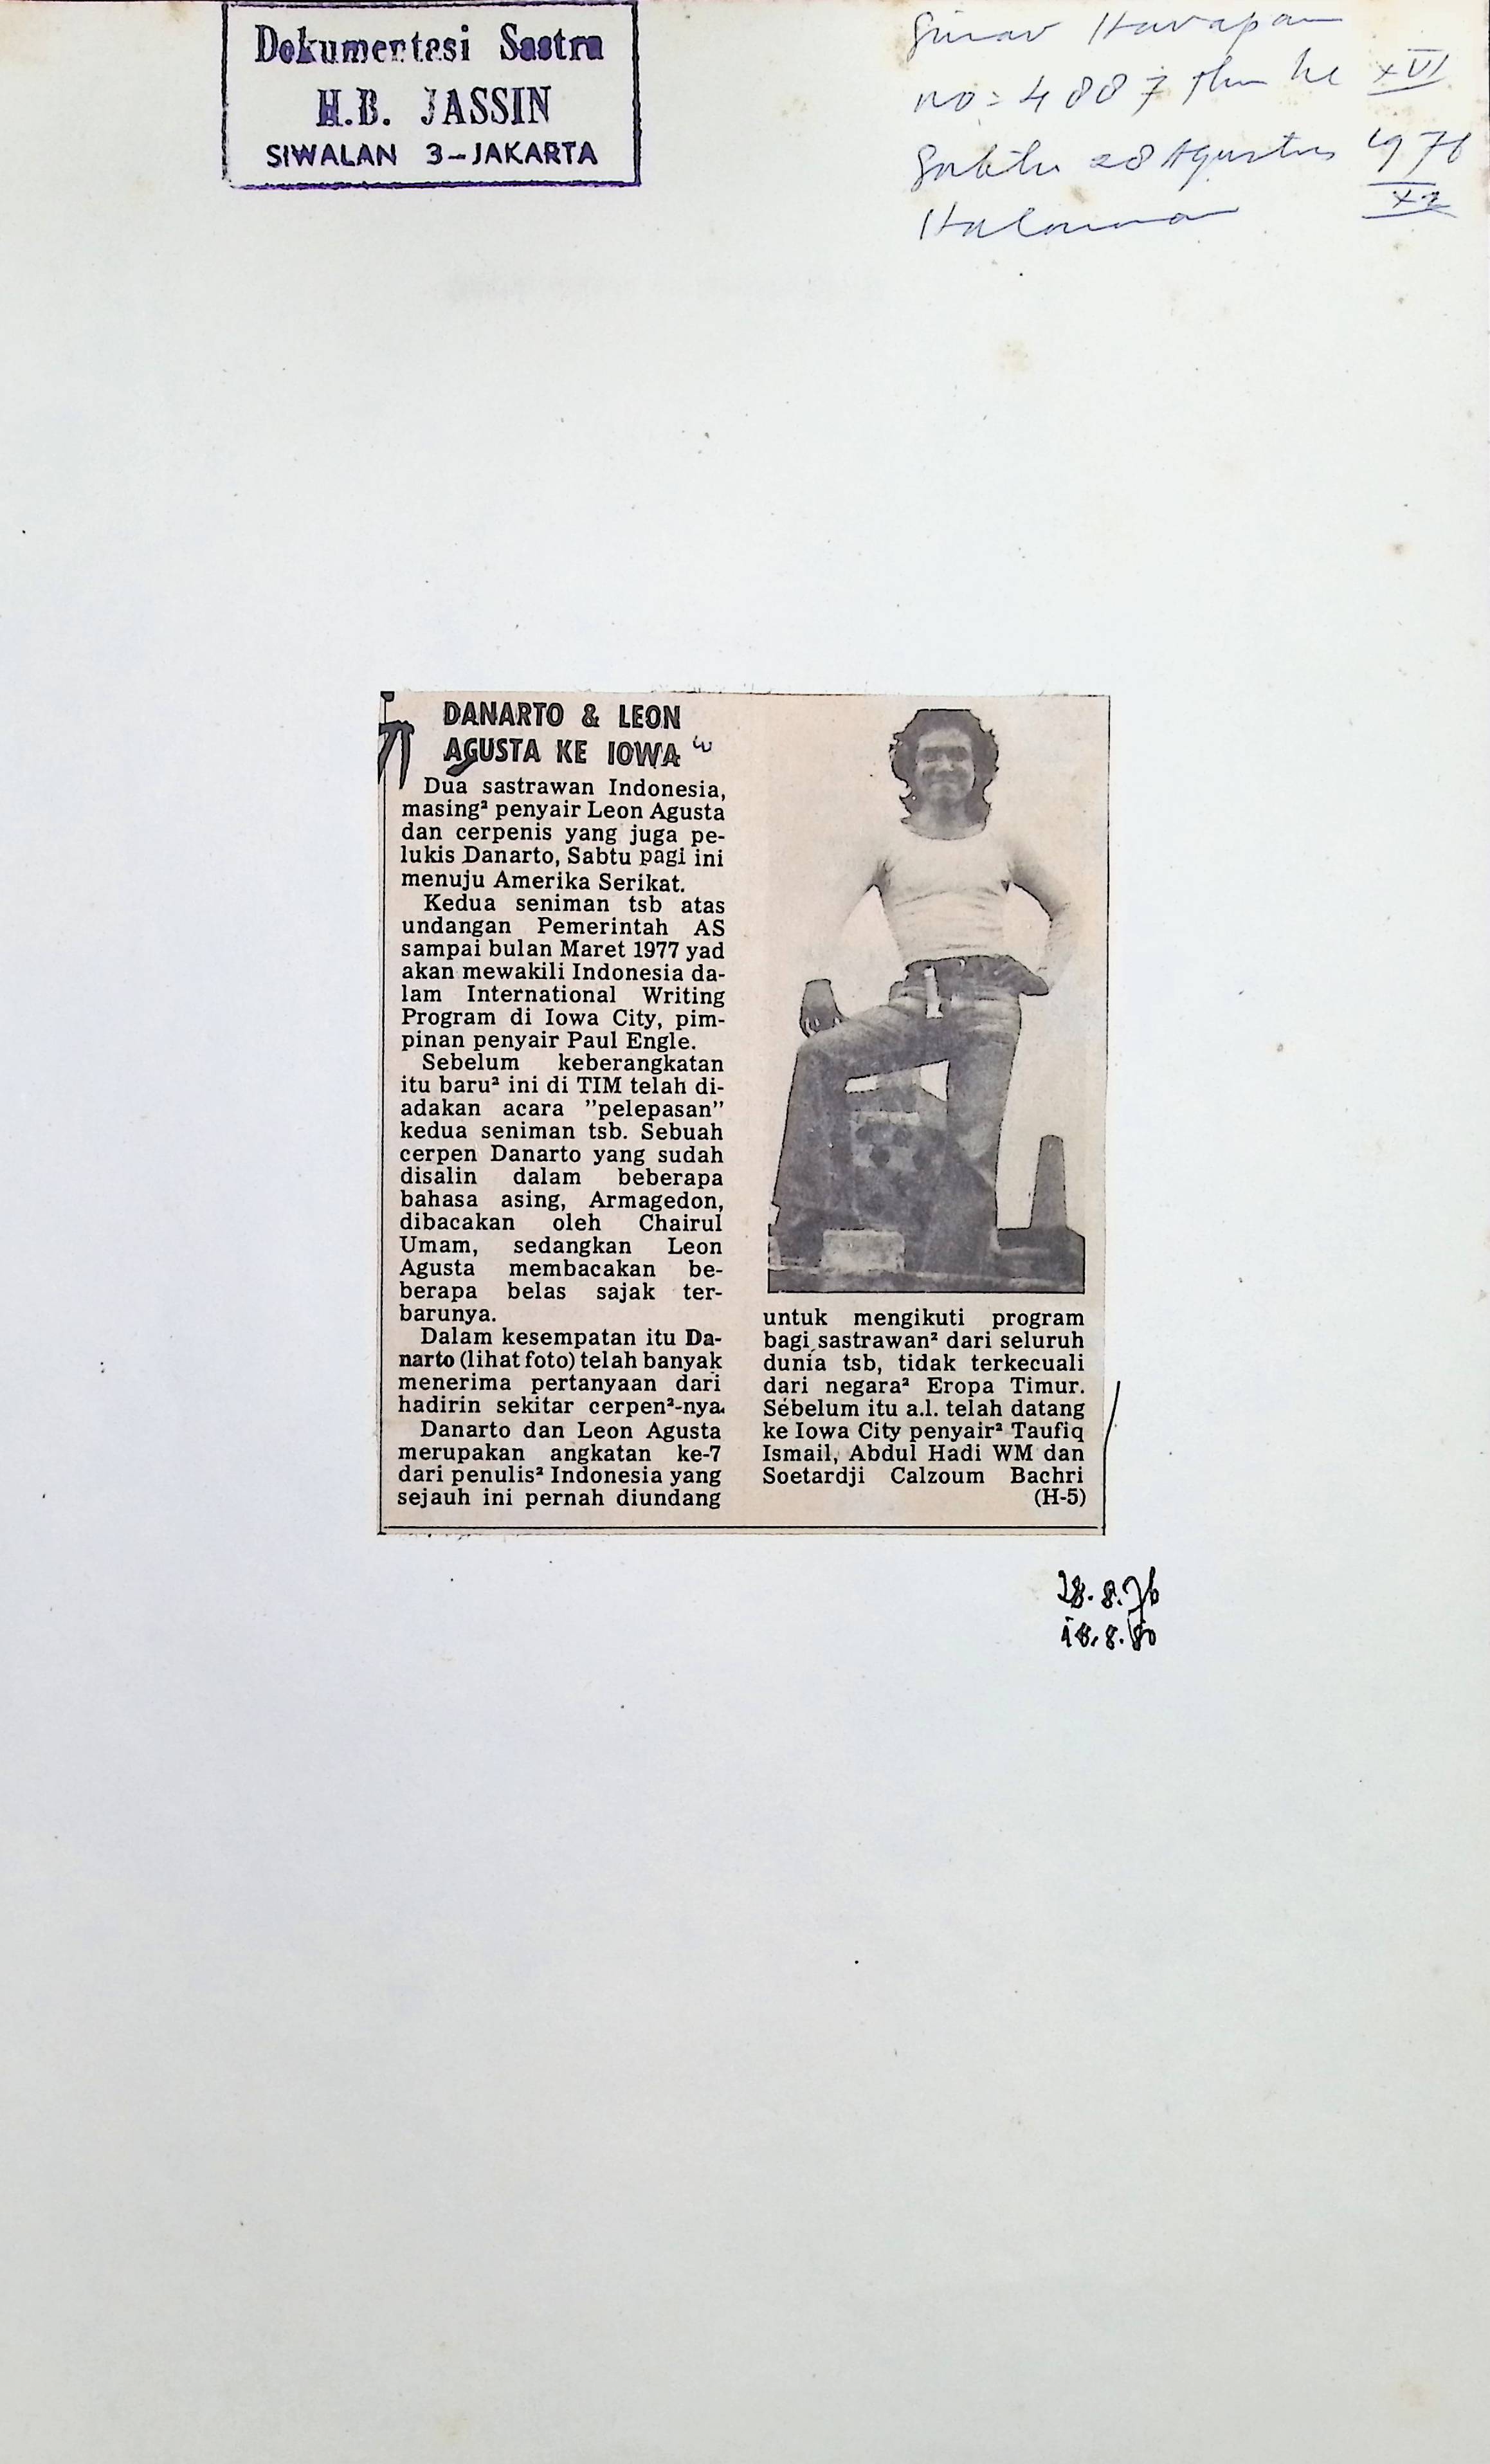 Dokumentasi Sastra
H.B. JASSIN
SIWALAN 3-JAKARTA
Sinar Harapan
no: 4887 thn ke XVI
Sabtu 28 Agustus 1976
Halaman
DANARTO & LEON
AGUSTA KE IOWA
Dua sastrawan Indonesia,
masing² penyair Leon Agusta
dan cerpenis yang juga pe-
lukis Danarto, Sabtu pagi ini
menuju Amerika Serikat.
Kedua seniman tsb atas
undangan Pemerintah AS
sampai bulan Maret 1977 yad
akan mewakili Indonesia da-
lam International Writing
Program di Iowa City, pim-
pinan penyair Paul Engle.
Sebelum keberangkatan
itu baru² ini di TIM telah di-
adakan acara ”pelepasan”
kedua seniman tsb. Sebuah
cerpen Danarto yang sudah
disalin dalam beberapa
bahasa asing, Armagedon,
dibacakan oleh Chairul
Umam, sedangkan Leon
Agusta membacakan be-
berapa belas sajak ter-
barunya.
Dalam kesempatan itu Da-
narto (lihat foto) telah banyak
menerima pertanyaan dari
hadirin sekitar cerpen²-nya.
Danarto dan Leon Agusta
merupakan angkatan ke-7
dari penulis² Indonesia yang
sejauh ini pernah diundang
untuk mengikuti program
bagi sastrawan² dari seluruh
dunia tsb, tidak terkecuali
dari negara² Eropa Timur.
Sebelum itu a.l. telah datang
ke Iowa City penyair² Taufiq
Ismail, Abdul Hadi WM dan
Soetardji Calzoum Bachri
(H-5)
28.8.76
18.8.80